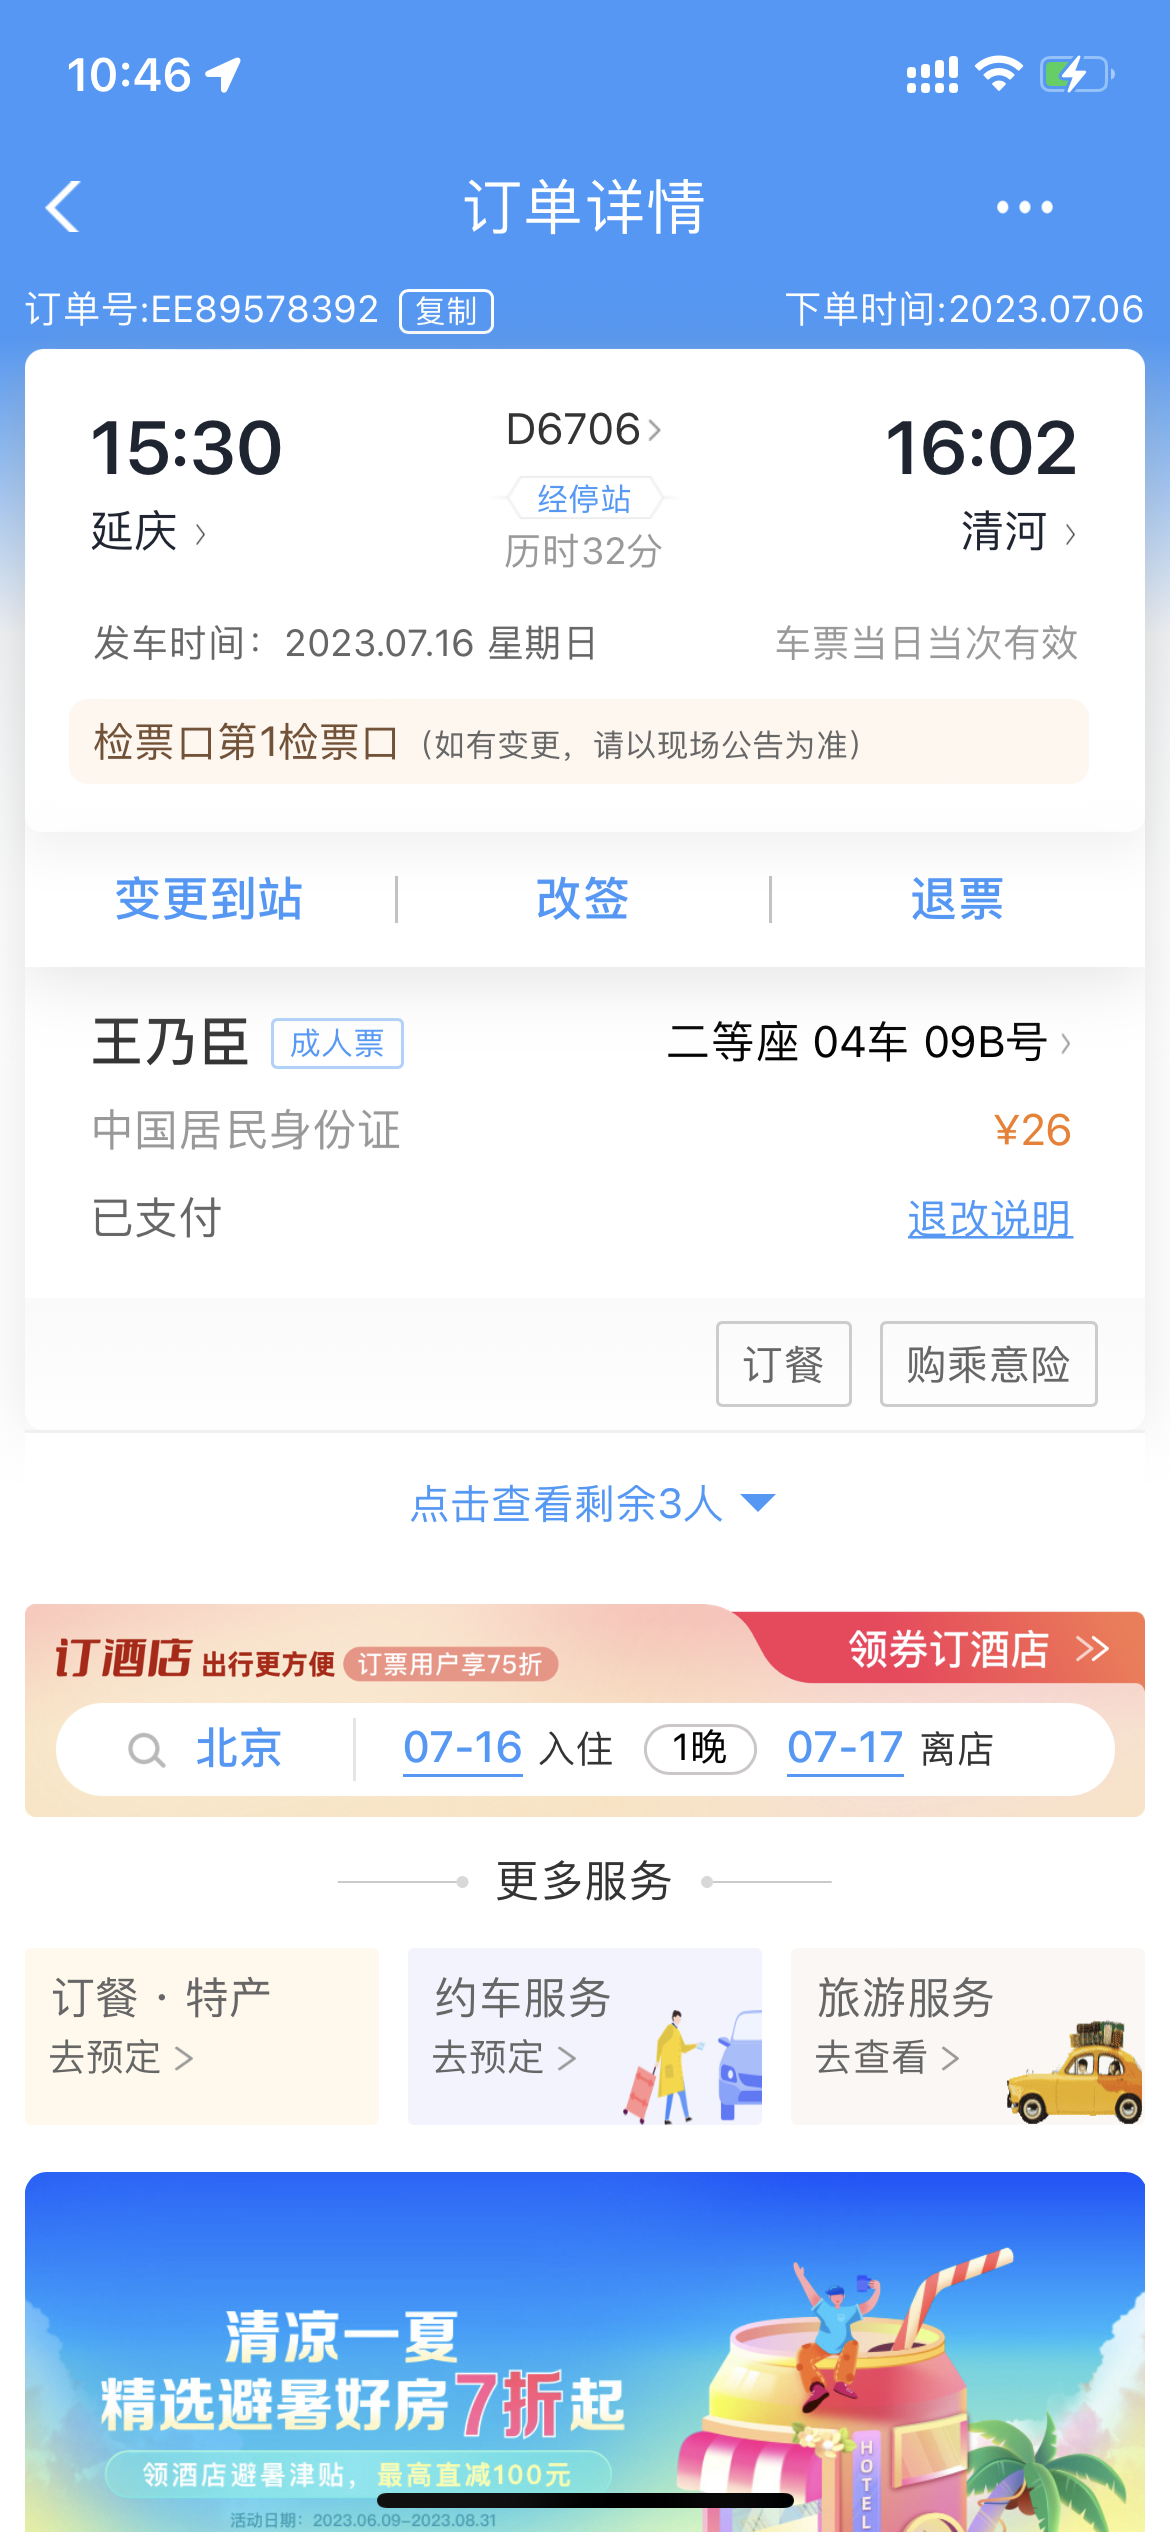 10:46
订单详情
订单号:EE89578392 复制 下单时间:2023.07.06
15:30 D6706 16:02
延庆 经停站 清河
历时32分
发车时间：2023.07.16 星期日 车票当日当次有效
检票口第1检票口（如有变更，请以现场公告为准）
变更到站 改签 退票
王乃臣 成人票 二等座 04车 09B号
中国居民身份证 ¥26
已支付 退改说明
订餐 购乘意险
点击查看剩余3人
订酒店 出行更方便 订票用户享75折 领券订酒店
北京 07-16 入住 1晚 07-17 离店
更多服务
订餐·特产 约车服务 旅游服务
去预定 > 去预定 > 去查看 >
清凉一夏
精选避暑好房7折起
领酒店避暑津贴，最高直减100元
活动日期：2023.06.09-2023.08.31
HOTEL